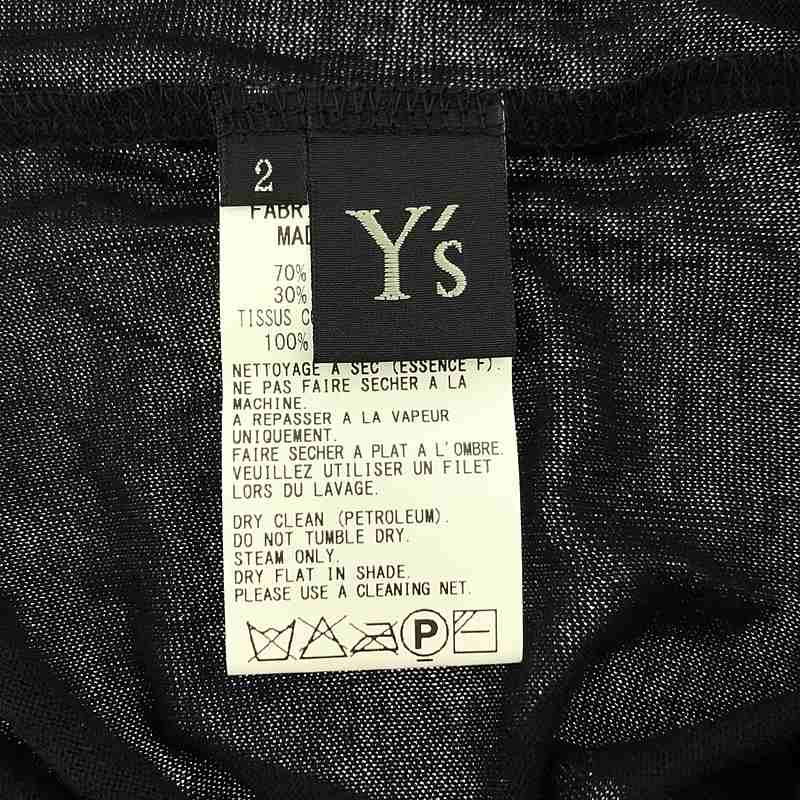 2
Y's
70%
30%
TISSUS
100%
NETTOYAGE A SEC (ESSENCE F).
NE PAS FAIRE SECHER A LA
MACHINE.
A REPASSER A LA VAPEUR
UNIQUEMENT.
FAIRE SECHER A PLAT A L'OMBRE.
VEUILLEZ UTILISER UN FILET
LORS DU LAVAGE.
DRY CLEAN (PETROLEUM).
DO NOT TUMBLE DRY.
STEAM ONLY.
DRY FLAT IN SHADE.
PLEASE USE A CLEANING NET.
P